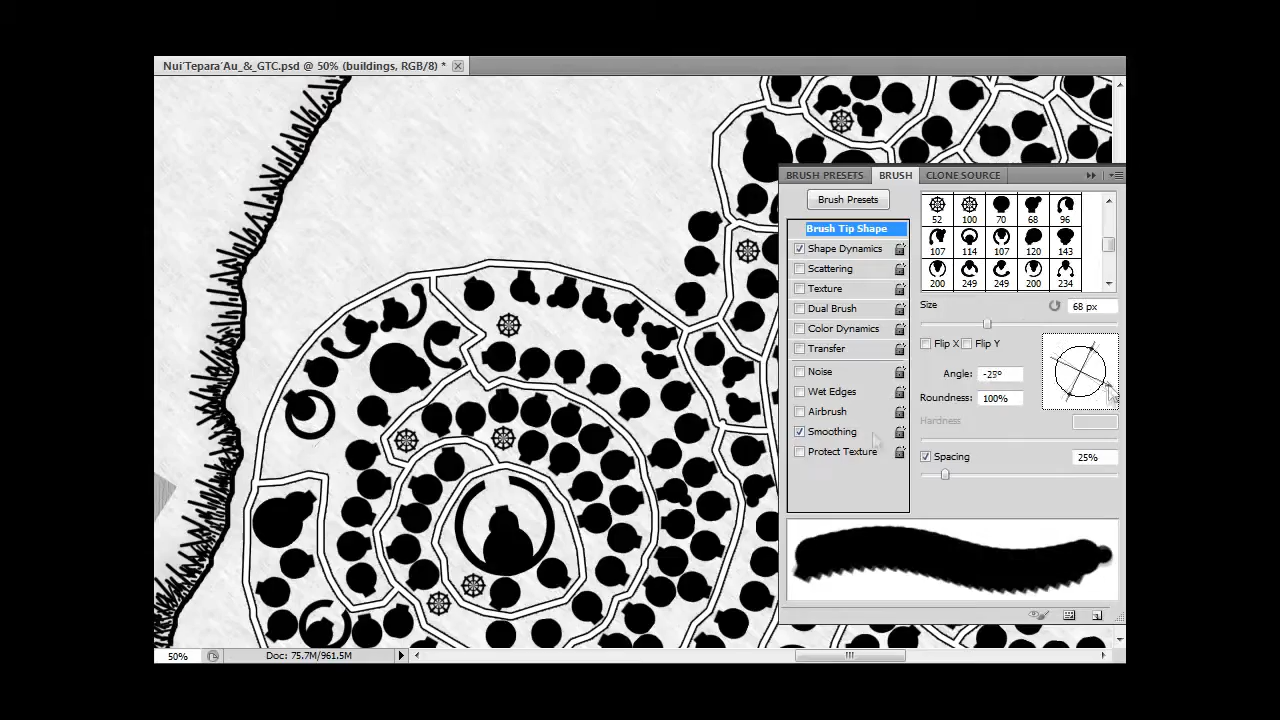 Nui´Tepara´Au_&_GTC.psd @ 50% (buildings, RGB/8) *
BRUSH PRESETS BRUSH CLONE SOURCE
Brush Presets
Brush Tip Shape
Shape Dynamics
Scattering
Texture
Dual Brush
Color Dynamics
Transfer
Noise
Wet Edges
Airbrush
Smoothing
Protect Texture
52 100 70 68 96
107 114 107 120 143
200 249 249 200 234
Size 68 px
Flip X Flip Y
Angle: -25º
Roundness: 100%
Hardness
Spacing 25%
50% Doc: 75.7M/961.5M